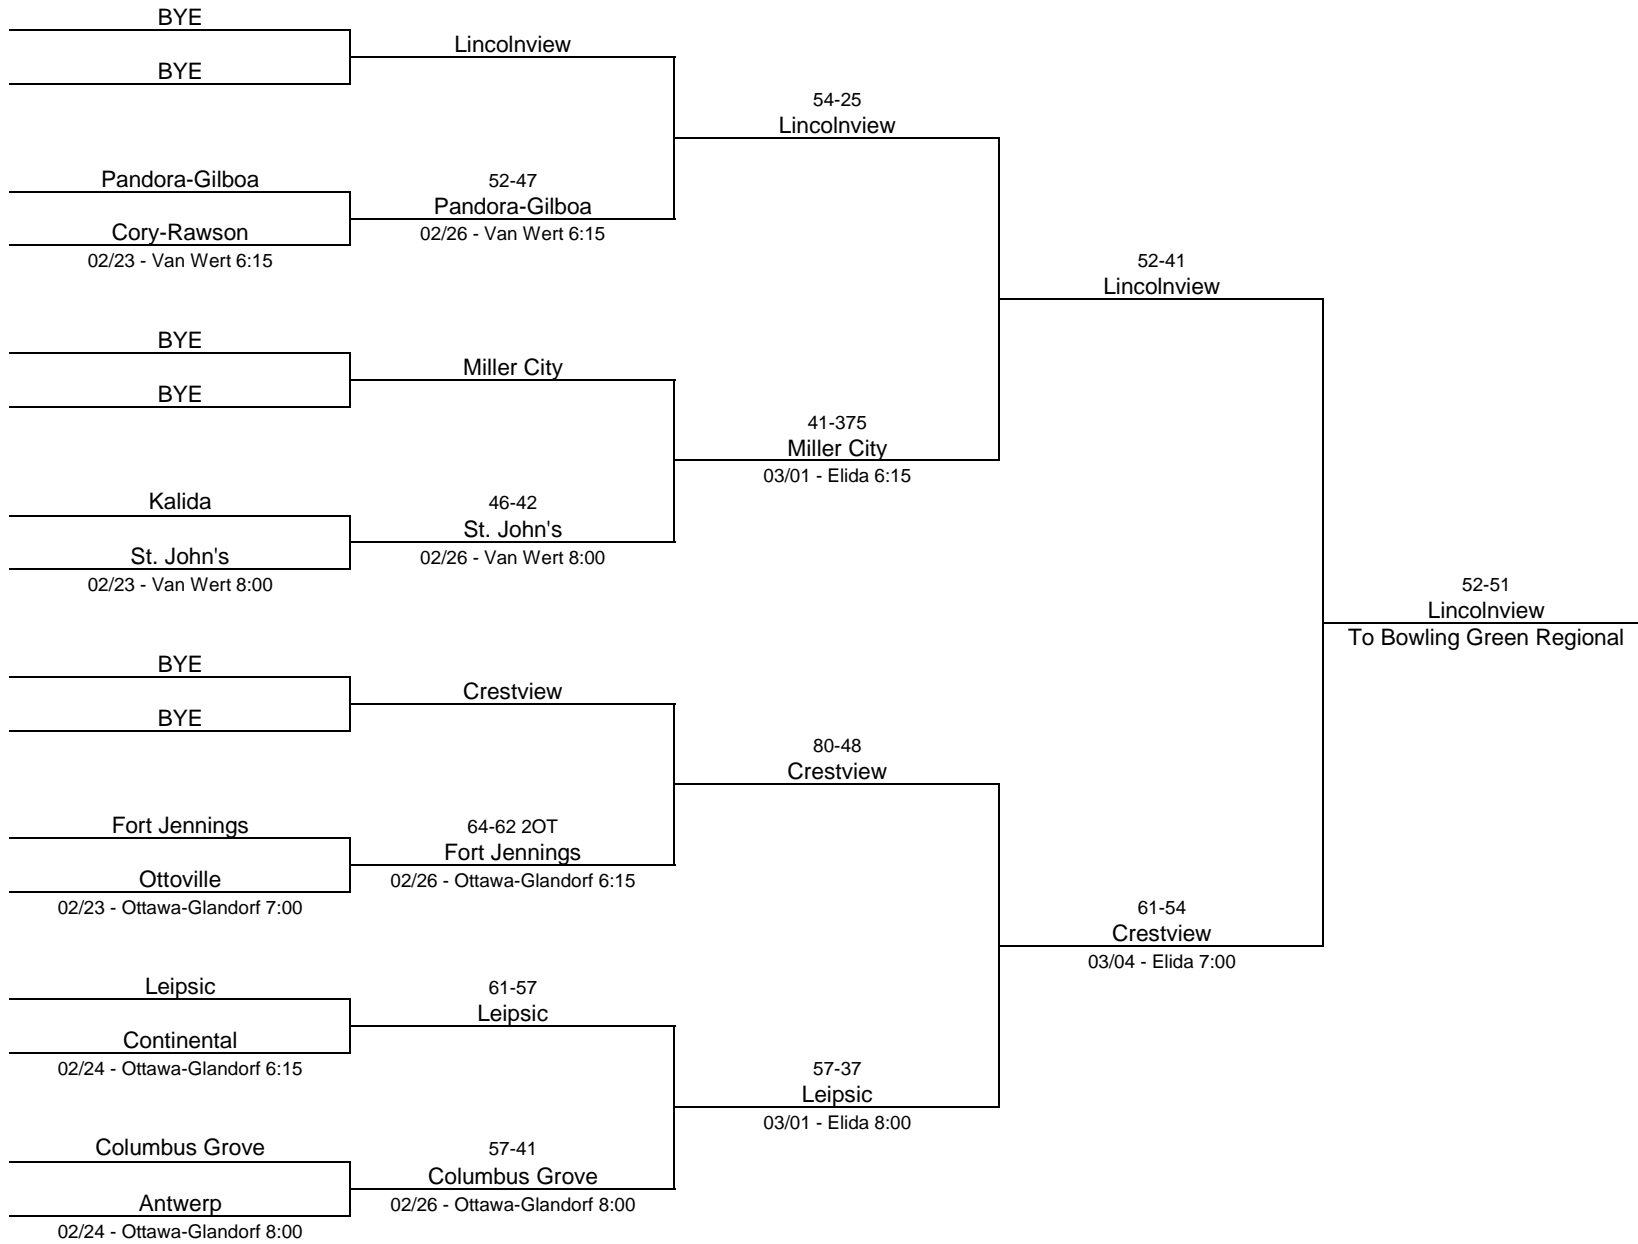 BYE
BYE
Lincolnview
Pandora-Gilboa
Cory-Rawson
02/23 - Van Wert 6:15
52-47
Pandora-Gilboa
02/26 - Van Wert 6:15
54-25
Lincolnview
BYE
BYE
Miller City
Kalida
St. John's
02/23 - Van Wert 8:00
46-42
St. John's
02/26 - Van Wert 8:00
41-375
Miller City
03/01 - Elida 6:15
52-41
Lincolnview
BYE
BYE
Crestview
Fort Jennings
Ottoville
02/23 - Ottawa-Glandorf 7:00
64-62 2OT
Fort Jennings
02/26 - Ottawa-Glandorf 6:15
80-48
Crestview
Leipsic
Continental
02/24 - Ottawa-Glandorf 6:15
61-57
Leipsic
Columbus Grove
Antwerp
02/24 - Ottawa-Glandorf 8:00
57-41
Columbus Grove
02/26 - Ottawa-Glandorf 8:00
57-37
Leipsic
03/01 - Elida 8:00
61-54
Crestview
03/04 - Elida 7:00
52-51
Lincolnview
To Bowling Green Regional